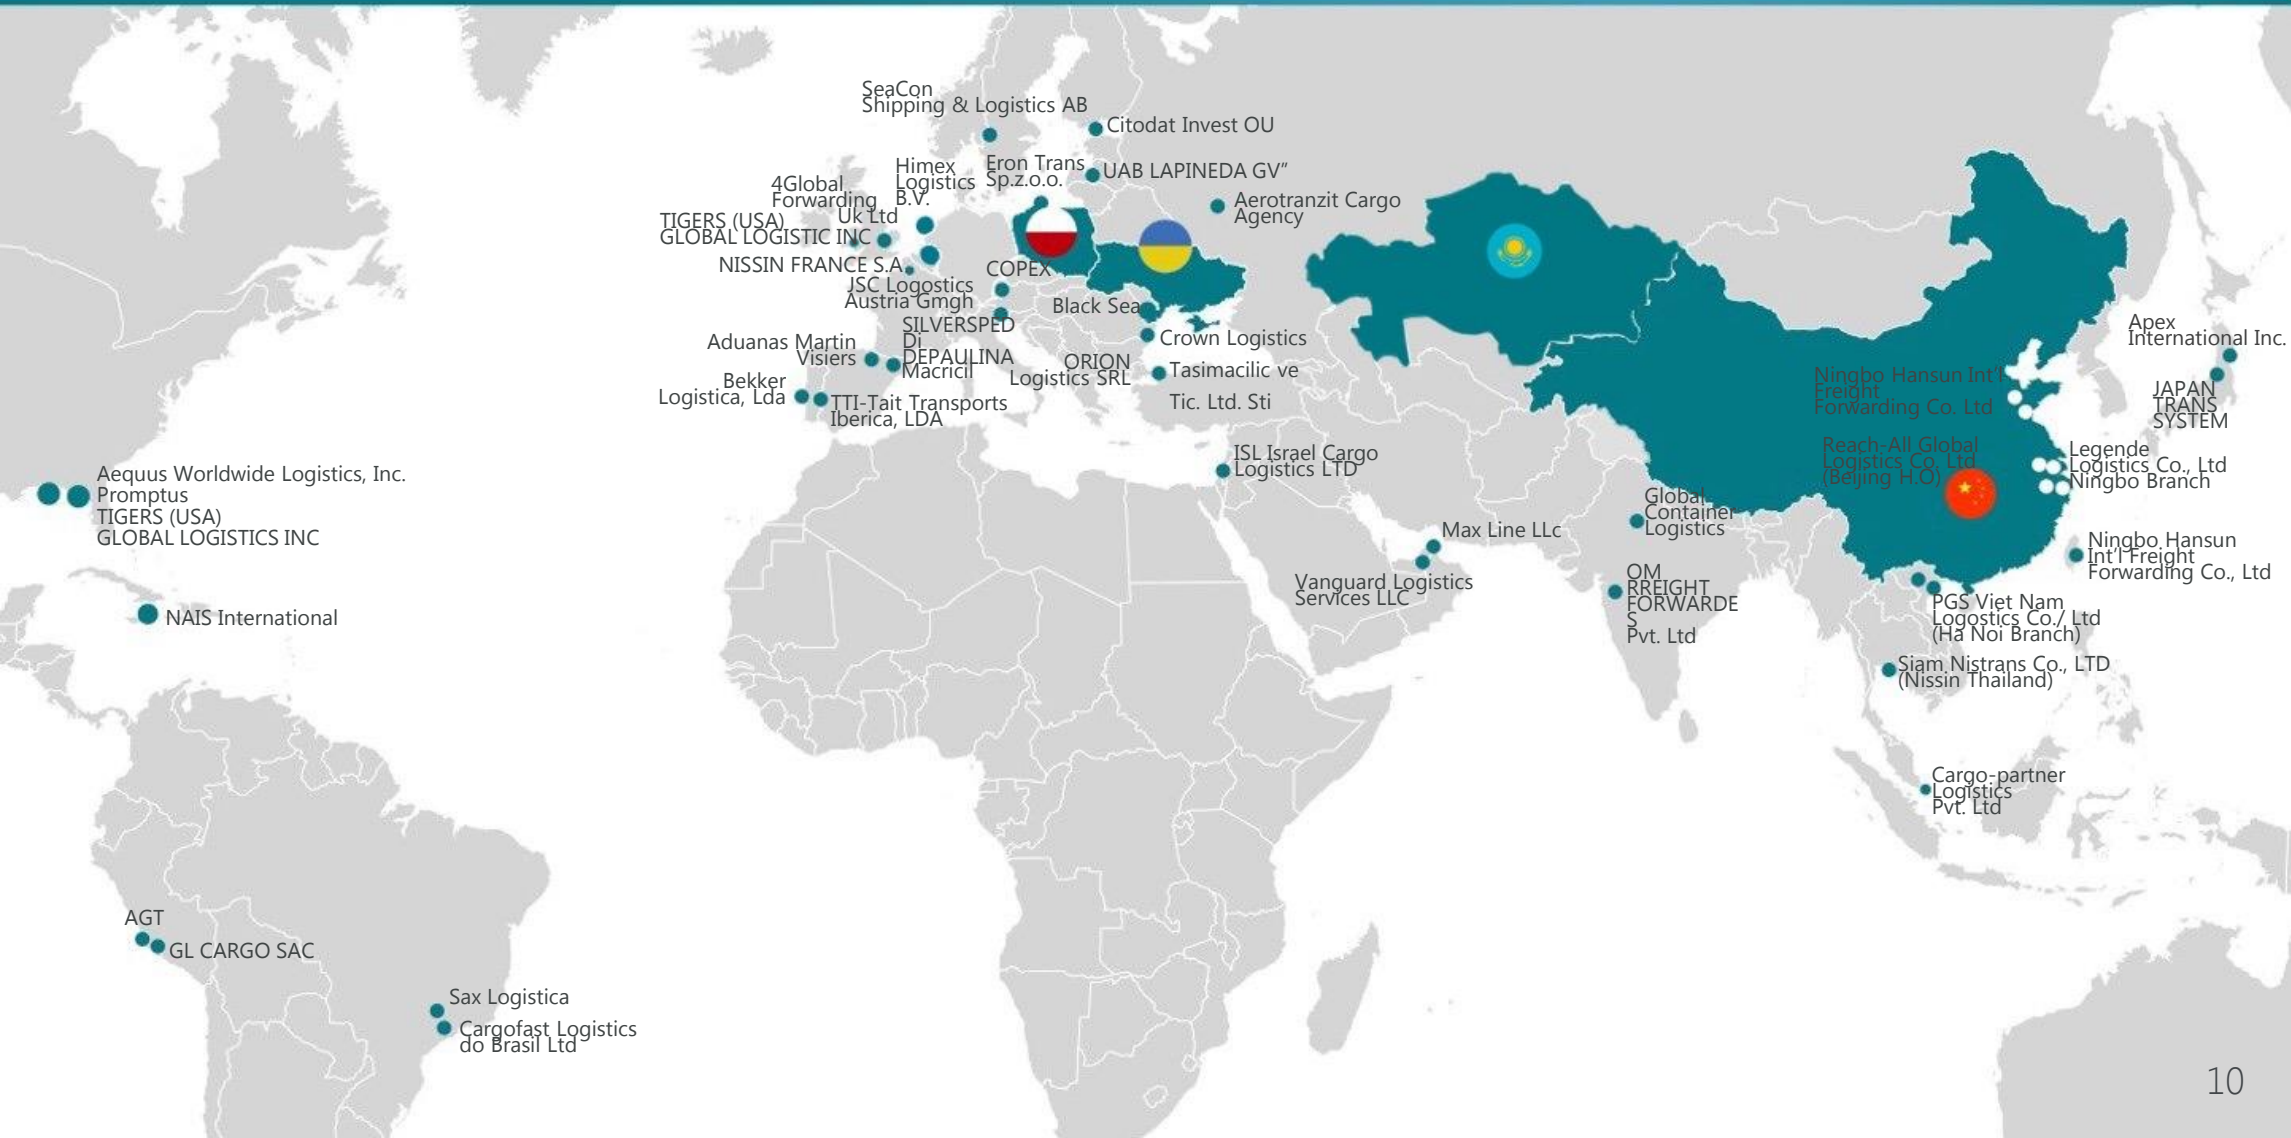 SeaCon
Shipping & Logistics AB
Citodat Invest OU
Himex
Logistics
B.V.
Eron Trans
Sp.z.o.o.
UAB LAPINEDA GV”
4Global
Forwarding
Uk Ltd
Aerotranzit Cargo
Agency
TIGERS (USA)
GLOBAL LOGISTIC INC
NISSIN FRANCE S.A.
COPEX
JSC Logostics
Austria Gmgh
Black Sea
SILVERSPED
Di
DEPAULINA
Macricil
Aduanas Martin
Visiers
Crown Logistics
ORION
Logistics SRL
Tasimacilic ve
Tic. Ltd. Sti
Bekker
Logistica, Lda
TTI-Tait Transports
Iberica, LDA
Apex
International Inc.
JAPAN
TRANS
SYSTEM
Ningbo Hansun Int'l
Freight
Forwarding Co. Ltd
Reach-All Global
Logistics Co. Ltd
(Beijing H.O)
Legende
Logistics Co., Ltd
Ningbo Branch
Aequus Worldwide Logistics, Inc.
Promptus
TIGERS (USA)
GLOBAL LOGISTICS INC
ISL Israel Cargo
Logistics LTD
Global
Container
Logistics
Max Line LLc
Vanguard Logistics
Services LLC
OM
RREIGHT
FORWARDE
S
Pvt. Ltd
Ningbo Hansun
Int'l Freight
Forwarding Co., Ltd
PGS Viet Nam
Logostics Co./ Ltd
(Ha Noi Branch)
NAIS International
Siam Nistrans Co., LTD
(Nissin Thailand)
Cargo-partner
Logistics
Pvt. Ltd
AGT
GL CARGO SAC
Sax Logistica
Cargofast Logistics
do Brasil Ltd
10